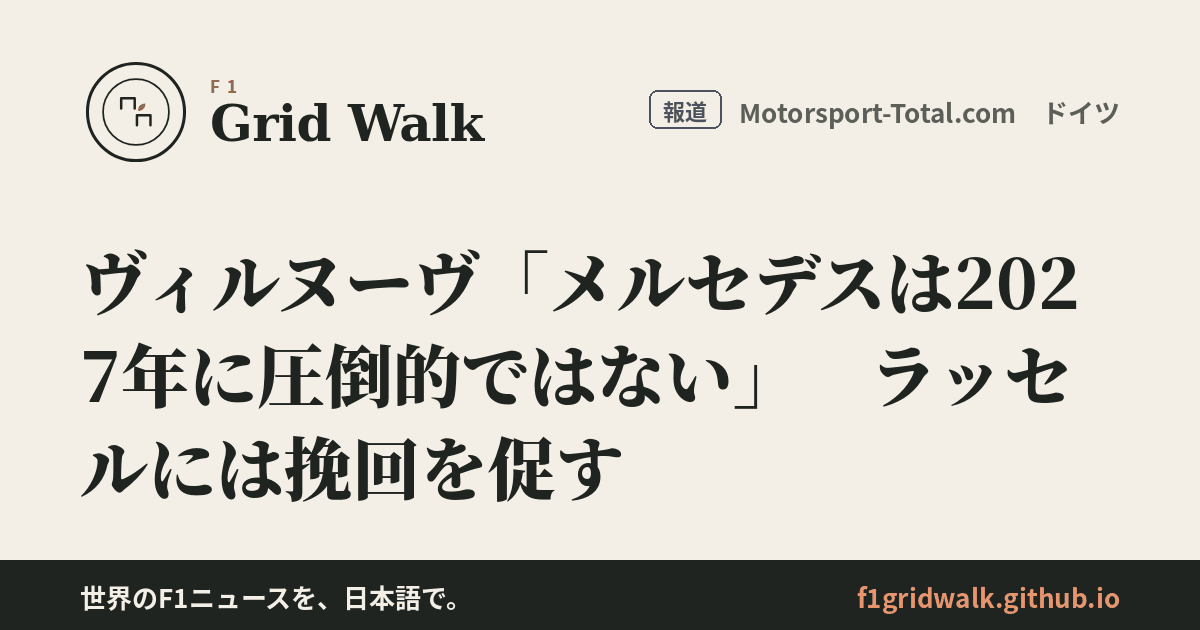 F1
Grid Walk
報道 Motorsport-Total.com ドイツ
ヴィルヌーヴ「メルセデスは202
7年に圧倒的ではない」　ラッセ
ルには挽回を促す
世界のF1ニュースを、日本語で。
f1gridwalk.github.io